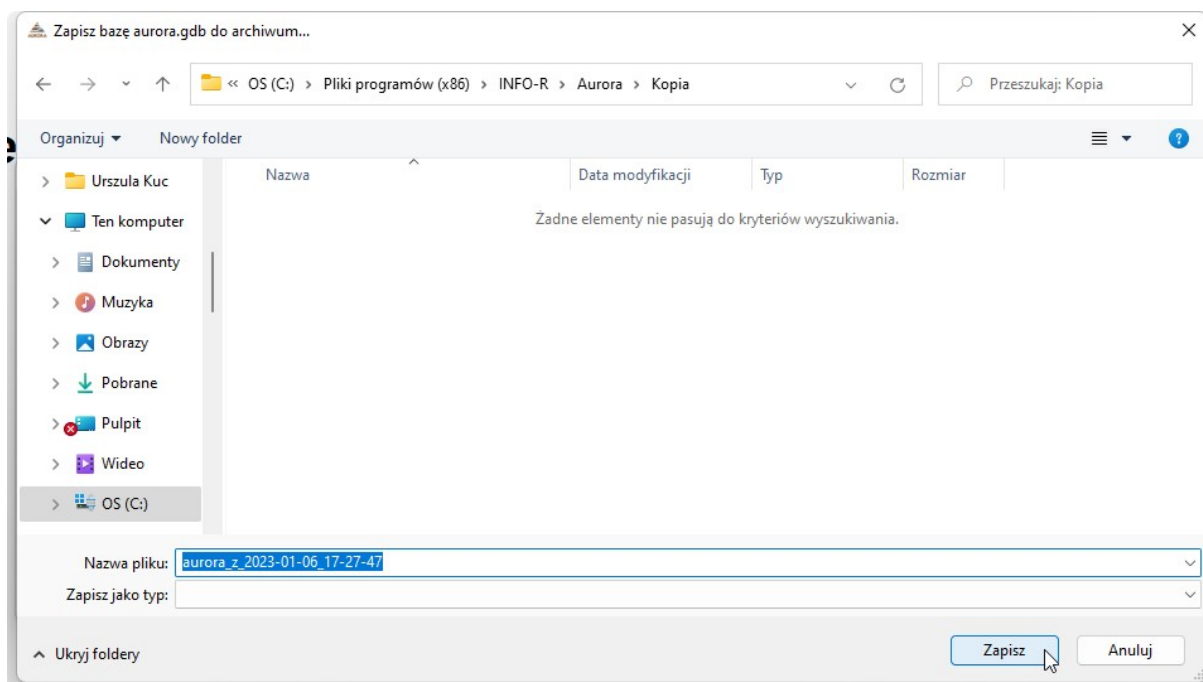 Zapisz bazę aurora.gdb do archiwum...
« OS (C:) > Pliki programów (x86) > INFO-R > Aurora > Kopia
Przeszukaj: Kopia
Organizuj Nowy folder
Nazwa Data modyfikacji Typ Rozmiar
Żadne elementy nie pasują do kryteriów wyszukiwania.
Urszula Kuc
Ten komputer
Dokumenty
Muzyka
Obrazy
Pobrane
Pulpit
Wideo
OS (C:)
Nazwa pliku: aurora_z_2023-01-06_17-27-47
Zapisz jako typ:
Ukryj foldery
Zapisz Anuluj